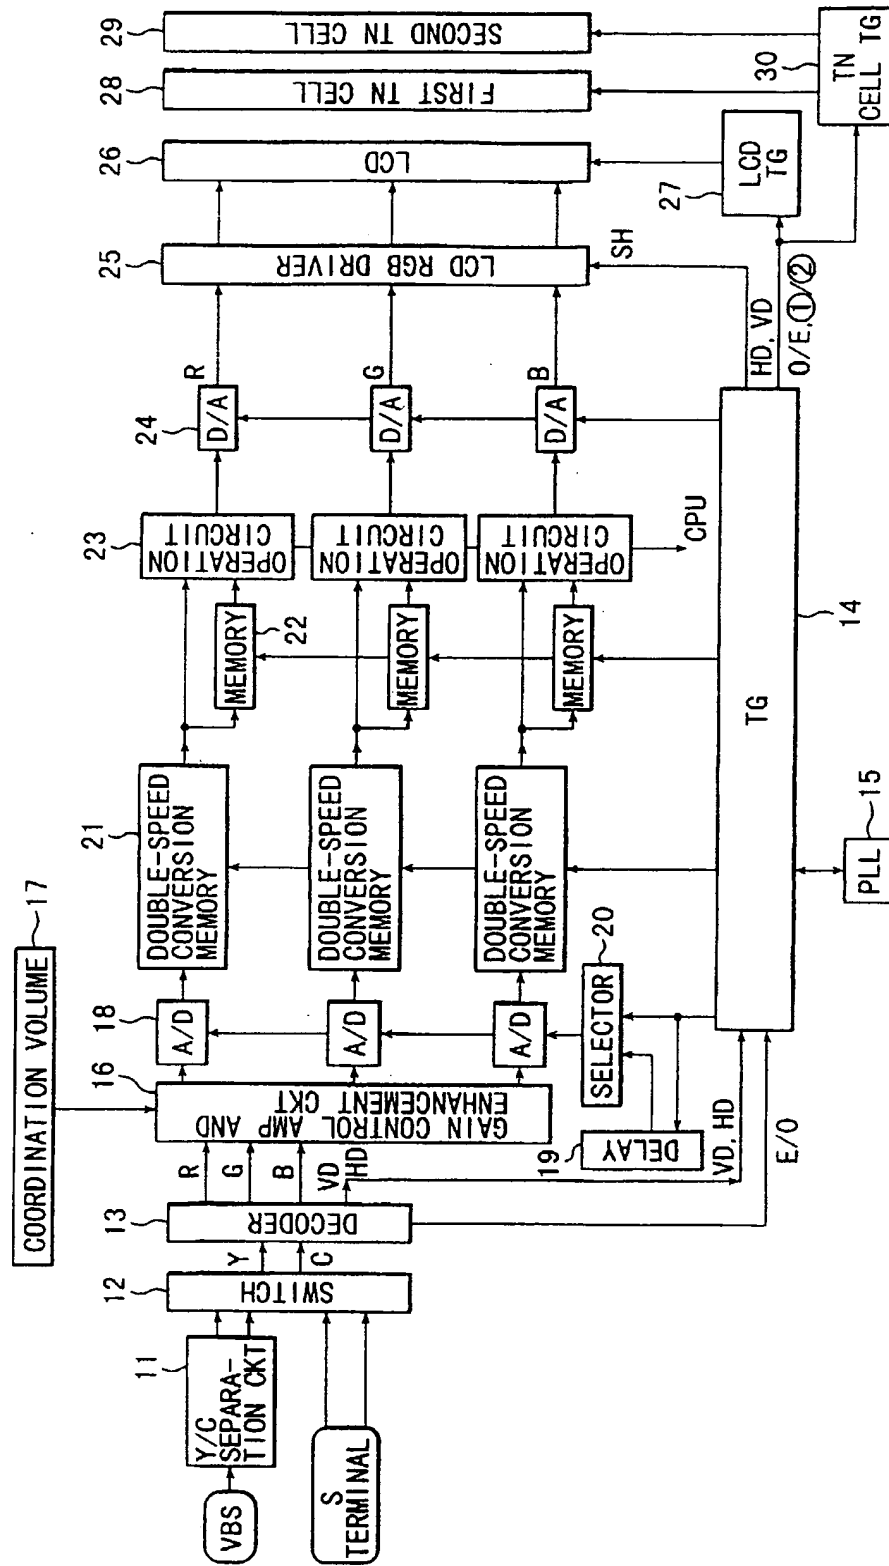 COORDINATION VOLUME
17
VBS
S
TERMINAL
11
Y/C
SEPARA-
TION CKT
12
SWITCH
Y
C
13
DECODER
R
G
B
VD
HD
16
GAIN CONTROL AMP AND
ENHANCEMENT CKT
18
A/D
A/D
A/D
19
DELAY
20
SELECTOR
VD, HD
E/O
21
DOUBLE-SPEED
CONVERSION
MEMORY
DOUBLE-SPEED
CONVERSION
MEMORY
DOUBLE-SPEED
CONVERSION
MEMORY
22
MEMORY
MEMORY
MEMORY
23
OPERATION
CIRCUIT
OPERATION
CIRCUIT
OPERATION
CIRCUIT
CPU
24
D/A
D/A
D/A
R
G
B
25
LCD RGB DRIVER
SH
26
LCD
28
FIRST TN CELL
29
SECOND TN CELL
TG
14
PLL
15
HD, VD
O/E, ①/②
27
LCD
TG
30
TN
CELL TG